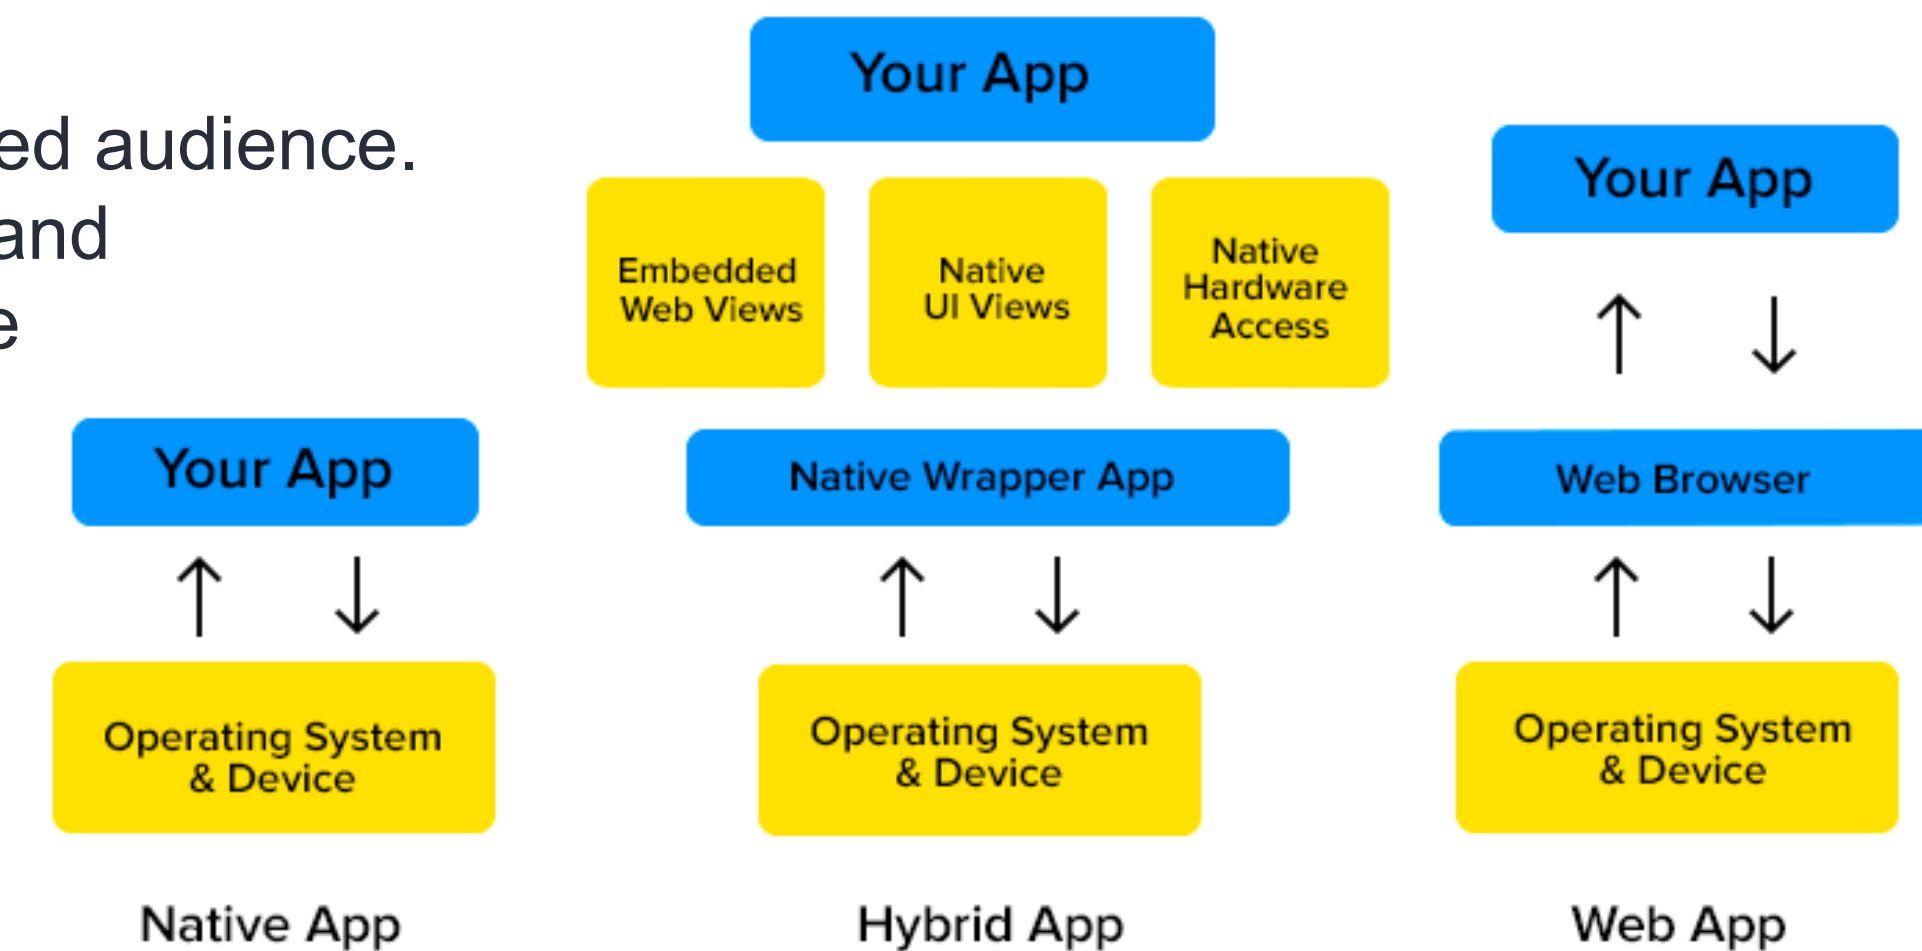 ed audience.
and
e
Your App
Operating System
& Device
Native App
Your App
Embedded
Web Views
Native
UI Views
Native
Hardware
Access
Native Wrapper App
Operating System
& Device
Hybrid App
Your App
Web Browser
Operating System
& Device
Web App